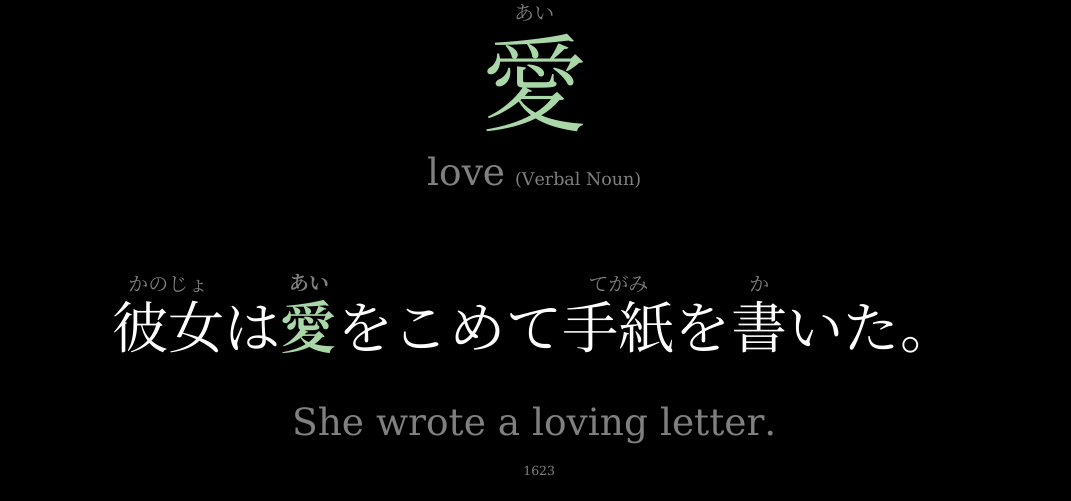 あい
愛
love (Verbal Noun)
かのじょ あい てがみ か
彼女は愛をこめて手紙を書いた。
She wrote a loving letter.
1623